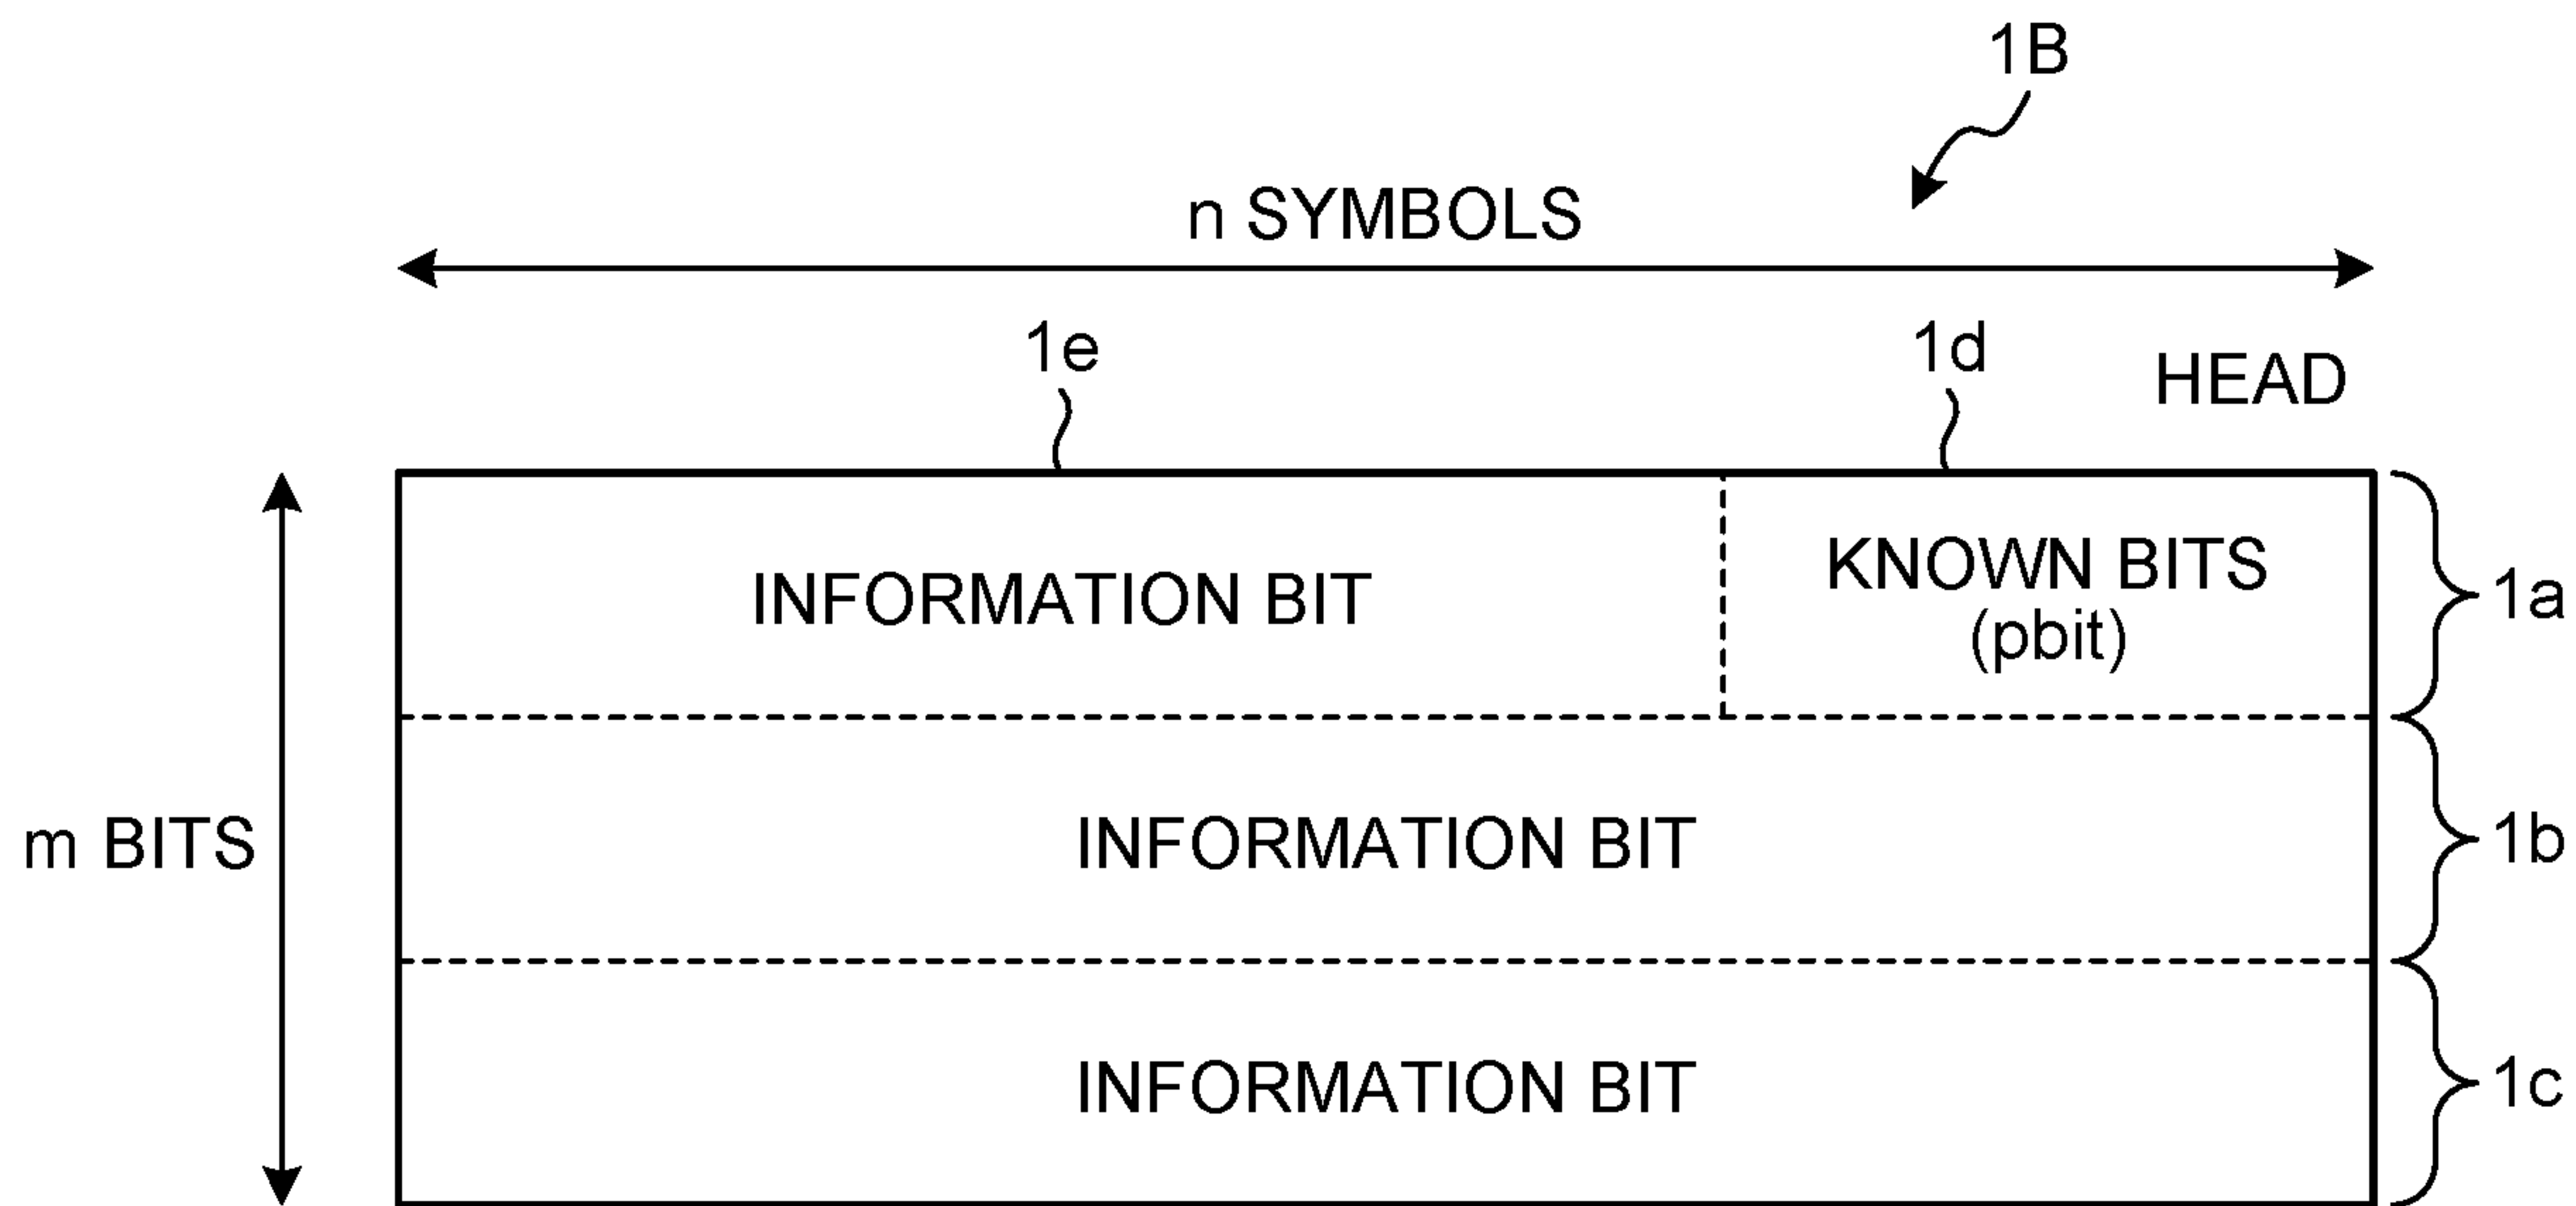 1B
n SYMBOLS
1e
1d
HEAD
INFORMATION BIT
KNOWN BITS
(pbit)
1a
m BITS
INFORMATION BIT
1b
INFORMATION BIT
1c